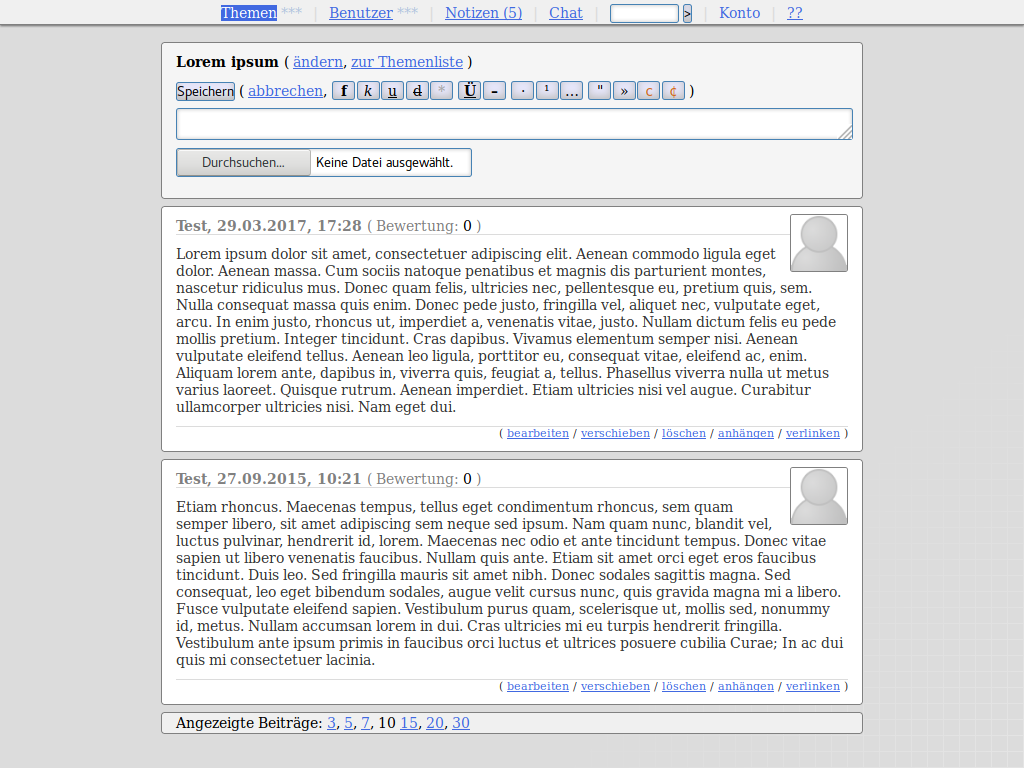 Themen *** | Benutzer *** | Notizen (5) | Chat | > | Konto | ??
Lorem ipsum ( ändern, zur Themenliste )
Speichern ( abbrechen, f k u d * Ü – · ¹ … " » c ¢ )
Durchsuchen... Keine Datei ausgewählt.
Test, 29.03.2017, 17:28 ( Bewertung: 0 )
Lorem ipsum dolor sit amet, consectetuer adipiscing elit. Aenean commodo ligula eget
dolor. Aenean massa. Cum sociis natoque penatibus et magnis dis parturient montes,
nascetur ridiculus mus. Donec quam felis, ultricies nec, pellentesque eu, pretium quis, sem.
Nulla consequat massa quis enim. Donec pede justo, fringilla vel, aliquet nec, vulputate eget,
arcu. In enim justo, rhoncus ut, imperdiet a, venenatis vitae, justo. Nullam dictum felis eu pede
mollis pretium. Integer tincidunt. Cras dapibus. Vivamus elementum semper nisi. Aenean
vulputate eleifend tellus. Aenean leo ligula, porttitor eu, consequat vitae, eleifend ac, enim.
Aliquam lorem ante, dapibus in, viverra quis, feugiat a, tellus. Phasellus viverra nulla ut metus
varius laoreet. Quisque rutrum. Aenean imperdiet. Etiam ultricies nisi vel augue. Curabitur
ullamcorper ultricies nisi. Nam eget dui.
( bearbeiten / verschieben / löschen / anhängen / verlinken )
Test, 27.09.2015, 10:21 ( Bewertung: 0 )
Etiam rhoncus. Maecenas tempus, tellus eget condimentum rhoncus, sem quam
semper libero, sit amet adipiscing sem neque sed ipsum. Nam quam nunc, blandit vel,
luctus pulvinar, hendrerit id, lorem. Maecenas nec odio et ante tincidunt tempus. Donec vitae
sapien ut libero venenatis faucibus. Nullam quis ante. Etiam sit amet orci eget eros faucibus
tincidunt. Duis leo. Sed fringilla mauris sit amet nibh. Donec sodales sagittis magna. Sed
consequat, leo eget bibendum sodales, augue velit cursus nunc, quis gravida magna mi a libero.
Fusce vulputate eleifend sapien. Vestibulum purus quam, scelerisque ut, mollis sed, nonummy
id, metus. Nullam accumsan lorem in dui. Cras ultricies mi eu turpis hendrerit fringilla.
Vestibulum ante ipsum primis in faucibus orci luctus et ultrices posuere cubilia Curae; In ac dui
quis mi consectetuer lacinia.
( bearbeiten / verschieben / löschen / anhängen / verlinken )
Angezeigte Beiträge: 3, 5, 7, 10 15, 20, 30